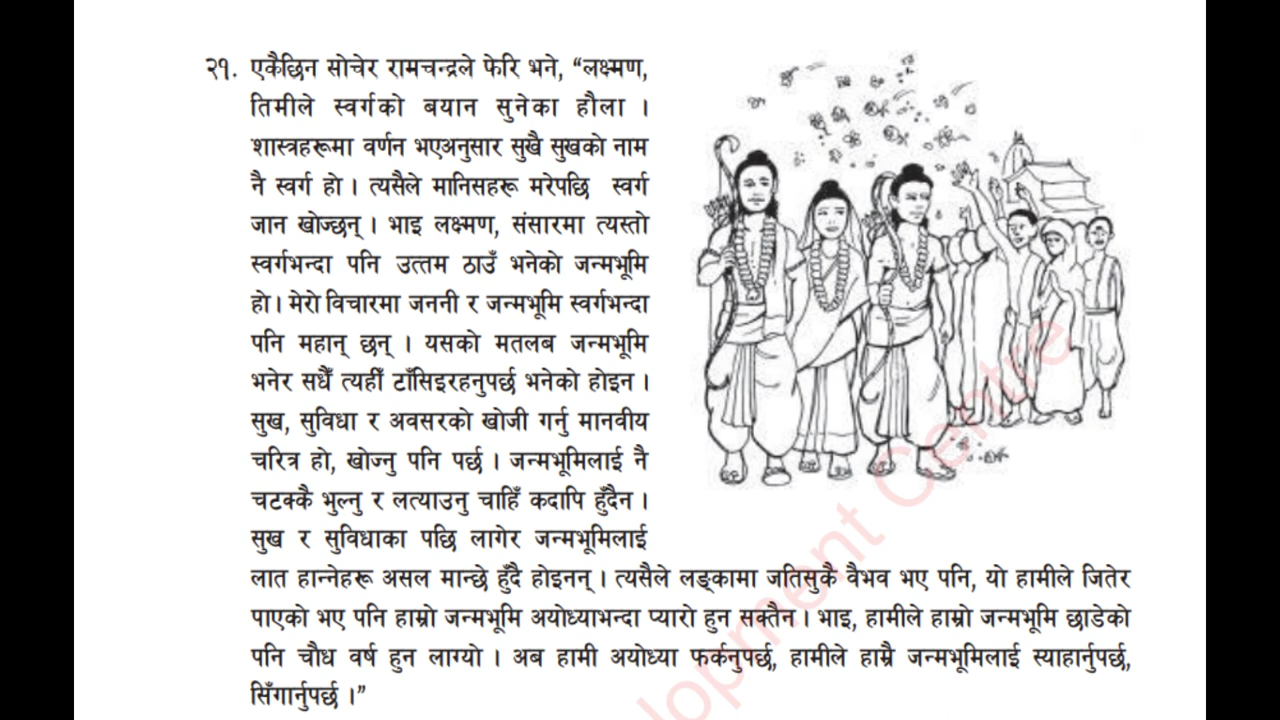 २१. एकैछिन सोचेर रामचन्द्रले फेरि भने, “लक्ष्मण,
तिमीले स्वर्गको बयान सुनेका हौला ।
शास्त्रहरूमा वर्णन भएअनुसार सुखै सुखको नाम
नै स्वर्ग हो । त्यसैले मानिसहरू मरेपछि स्वर्ग
जान खोज्छन् । भाइ लक्ष्मण, संसारमा त्यस्तो
स्वर्गभन्दा पनि उत्तम ठाउँ भनेको जन्मभूमि
हो । मेरो विचारमा जननी र जन्मभूमि स्वर्गभन्दा
पनि महान् छन् । यसको मतलब जन्मभूमि
भनेर सधैँ त्यहीँ टाँसिइरहनुपर्छ भनेको होइन ।
सुख, सुविधा र अवसरको खोजी गर्नु मानवीय
चरित्र हो, खोज्नु पनि पर्छ । जन्मभूमिलाई नै
चटक्कै भुल्नु र लत्याउनु चाहिँ कदापि हुँदैन ।
सुख र सुविधाका पछि लागेर जन्मभूमिलाई
लात हान्नेहरू असल मान्छे हुँदै होइनन् । त्यसैले लङ्कामा जतिसुकै वैभव भए पनि, यो हामीले जितेर
पाएको भए पनि हाम्रो जन्मभूमि अयोध्याभन्दा प्यारो हुन सक्तैन । भाइ, हामीले हाम्रो जन्मभूमि छाडेको
पनि चौध वर्ष हुन लाग्यो । अब हामी अयोध्या फर्कनुपर्छ, हामीले हाम्रै जन्मभूमिलाई स्याहार्नुपर्छ,
सिँगार्नुपर्छ ।”
lopment Centre